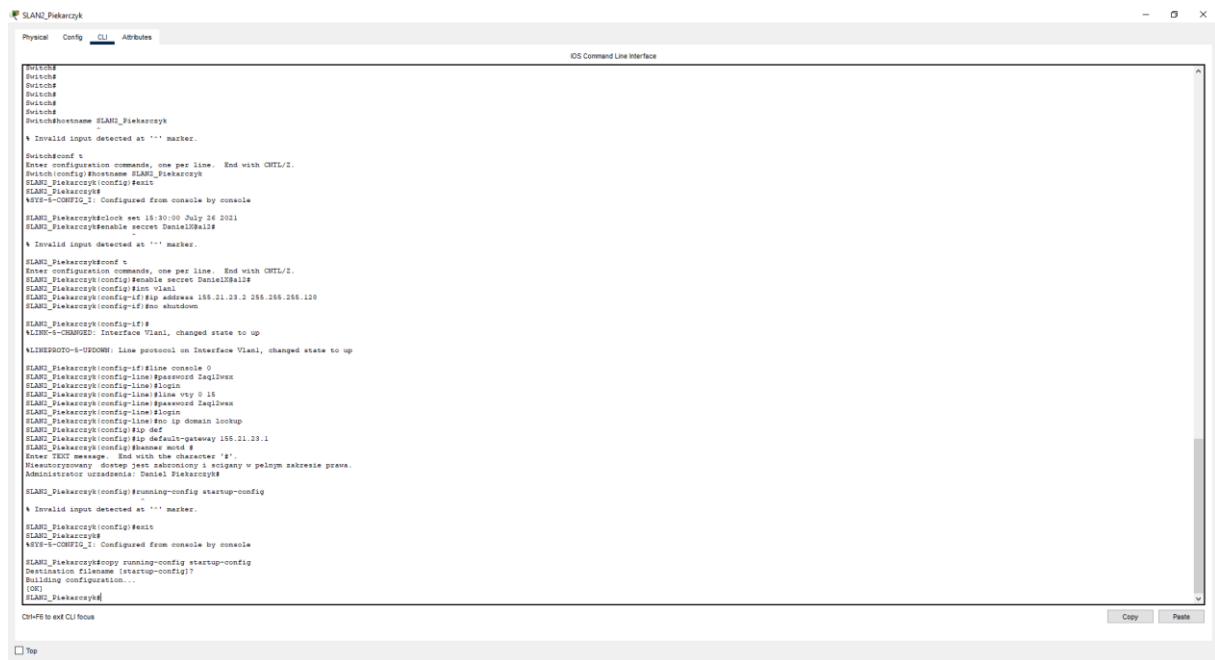 SLAN2_Piekarczyk
Physical Config CLI Attributes
IOS Command Line Interface
Switch#
Switch#
Switch#
Switch#
Switch#
Switch#
Switch#hostname SLAN2_Piekarczyk
^
% Invalid input detected at '^' marker.
Switch#conf t
Enter configuration commands, one per line. End with CNTL/Z.
Switch(config)#hostname SLAN2_Piekarczyk
SLAN2_Piekarczyk(config)#exit
SLAN2_Piekarczyk#
%SYS-5-CONFIG_I: Configured from console by console
SLAN2_Piekarczyk#clock set 15:30:00 July 26 2021
SLAN2_Piekarczyk#enable secret DanielX@al2#
^
% Invalid input detected at '^' marker.
SLAN2_Piekarczyk#conf t
Enter configuration commands, one per line. End with CNTL/Z.
SLAN2_Piekarczyk(config)#enable secret DanielX@al2#
SLAN2_Piekarczyk(config)#int vlan1
SLAN2_Piekarczyk(config-if)#ip address 155.21.23.2 255.255.255.128
SLAN2_Piekarczyk(config-if)#no shutdown
SLAN2_Piekarczyk(config-if)#
%LINK-5-CHANGED: Interface Vlan1, changed state to up
%LINEPROTO-5-UPDOWN: Line protocol on Interface Vlan1, changed state to up
SLAN2_Piekarczyk(config-if)#line console 0
SLAN2_Piekarczyk(config-line)#password Zaq12wsx
SLAN2_Piekarczyk(config-line)#login
SLAN2_Piekarczyk(config-line)#line vty 0 15
SLAN2_Piekarczyk(config-line)#password Zaq12wsx
SLAN2_Piekarczyk(config-line)#login
SLAN2_Piekarczyk(config-line)#no ip domain lookup
SLAN2_Piekarczyk(config)#ip def
SLAN2_Piekarczyk(config)#ip default-gateway 155.21.23.1
SLAN2_Piekarczyk(config)#banner motd #
Enter TEXT message. End with the character '#'.
Nieautoryzowany dostep jest zabroniony i scigany w pelnym zakresie prawa.
Administrator urzadzenia: Daniel Piekarczyk#
SLAN2_Piekarczyk(config)#running-config startup-config
^
% Invalid input detected at '^' marker.
SLAN2_Piekarczyk(config)#exit
SLAN2_Piekarczyk#
%SYS-5-CONFIG_I: Configured from console by console
SLAN2_Piekarczyk#copy running-config startup-config
Destination filename [startup-config]?
Building configuration...
[OK]
SLAN2_Piekarczyk#
Ctrl+F6 to exit CLI focus
Copy Paste
Top